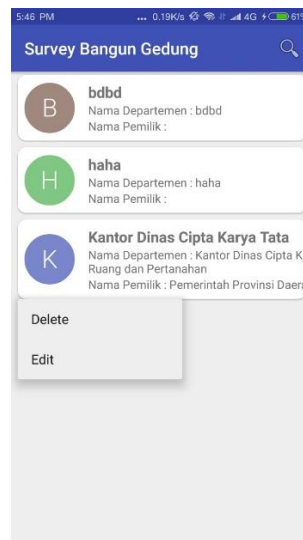 5:46 PM ... 0.19K/s 4G 61%
Survey Bangun Gedung
B
bdbd
Nama Departemen : bdbd
Nama Pemilik :
H
haha
Nama Departemen : haha
Nama Pemilik :
K
Kantor Dinas Cipta Karya Tata
Nama Departemen : Kantor Dinas Cipta K
Ruang dan Pertanahan
Nama Pemilik : Pemerintah Provinsi Daer
Delete
Edit